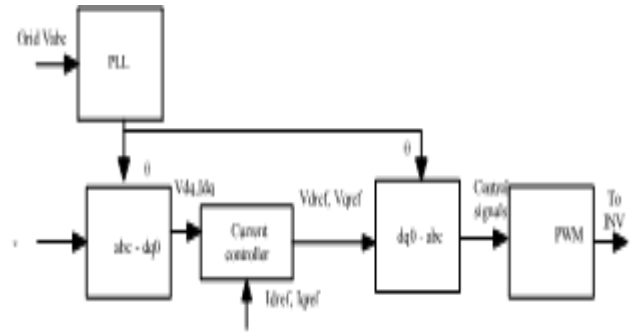 Grid Vabc
PLL
θ
θ
Vdq,Idq
Vdref, Vqref
Control
signals
To
INV
abc - dq0
Current
controller
dq0 - abc
PWM
Idref, Iqref